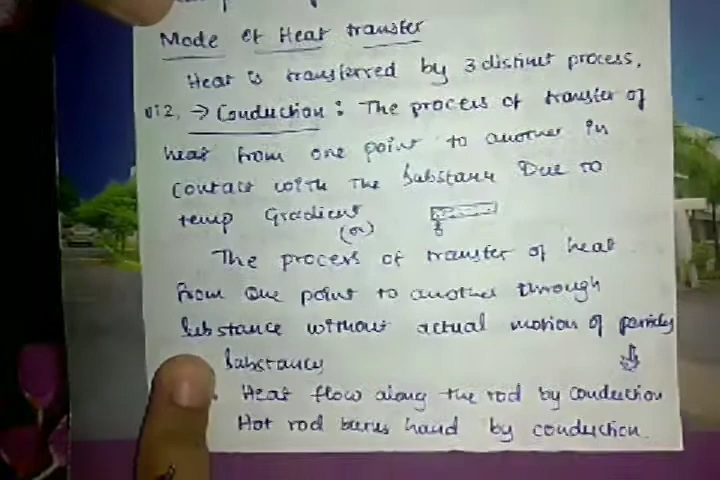 Mode of Heat transfer
Heat is transferred by 3 distinct process.
→ Conduction : The process of transfer of
heat from one point to another in
contact with the Substance Due to
temp Gradient
(or)
The process of transfer of heat
from one point to another through
Substance without actual motion of
Substance
Heat flow along the rod by conduction
Hot rod burns hand by conduction.